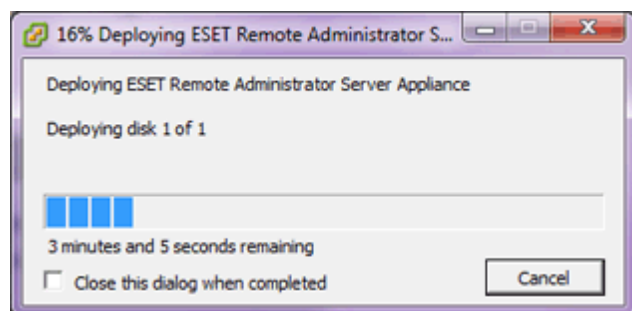 16% Deploying ESET Remote Administrator S...
Deploying ESET Remote Administrator Server Appliance
Deploying disk 1 of 1
3 minutes and 5 seconds remaining
Close this dialog when completed
Cancel